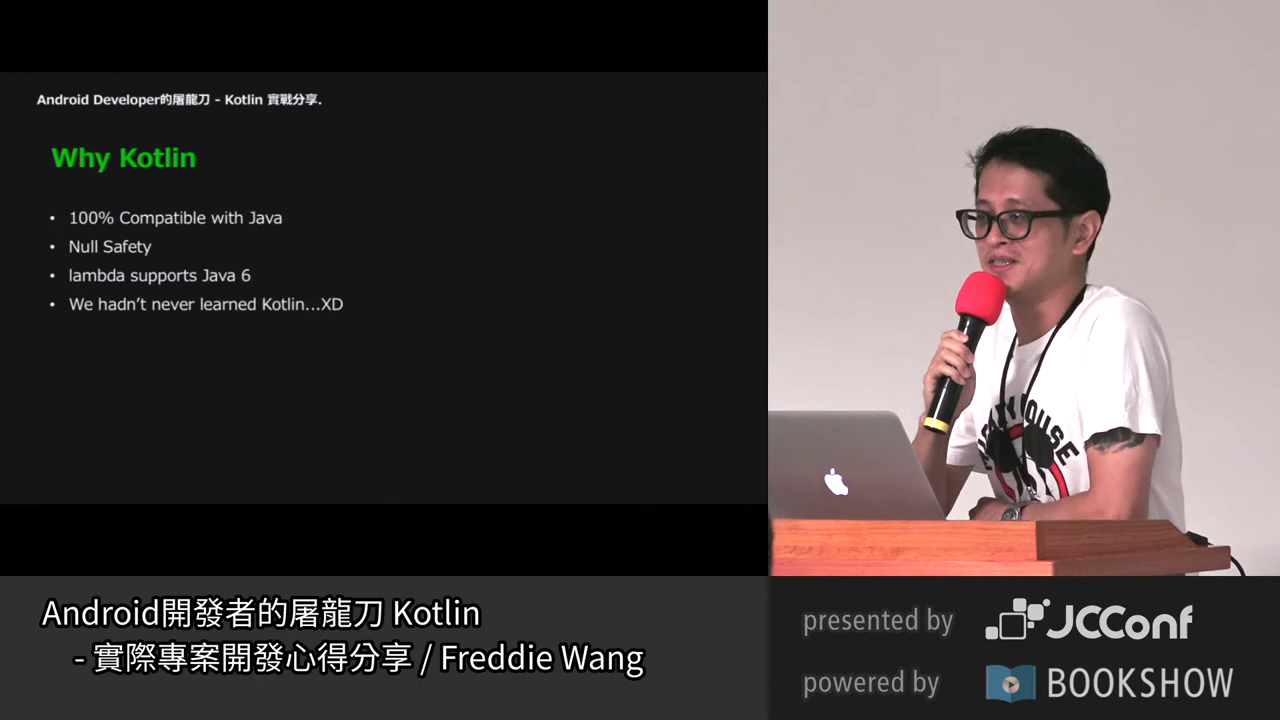 Android Developer的屠龍刀 - Kotlin 實戰分享.
Why Kotlin
• 100% Compatible with Java
• Null Safety
• lambda supports Java 6
• We hadn't never learned Kotlin...XD
Android開發者的屠龍刀 Kotlin
- 實際專案開發心得分享 / Freddie Wang
presented by JCConf
powered by BOOKSHOW